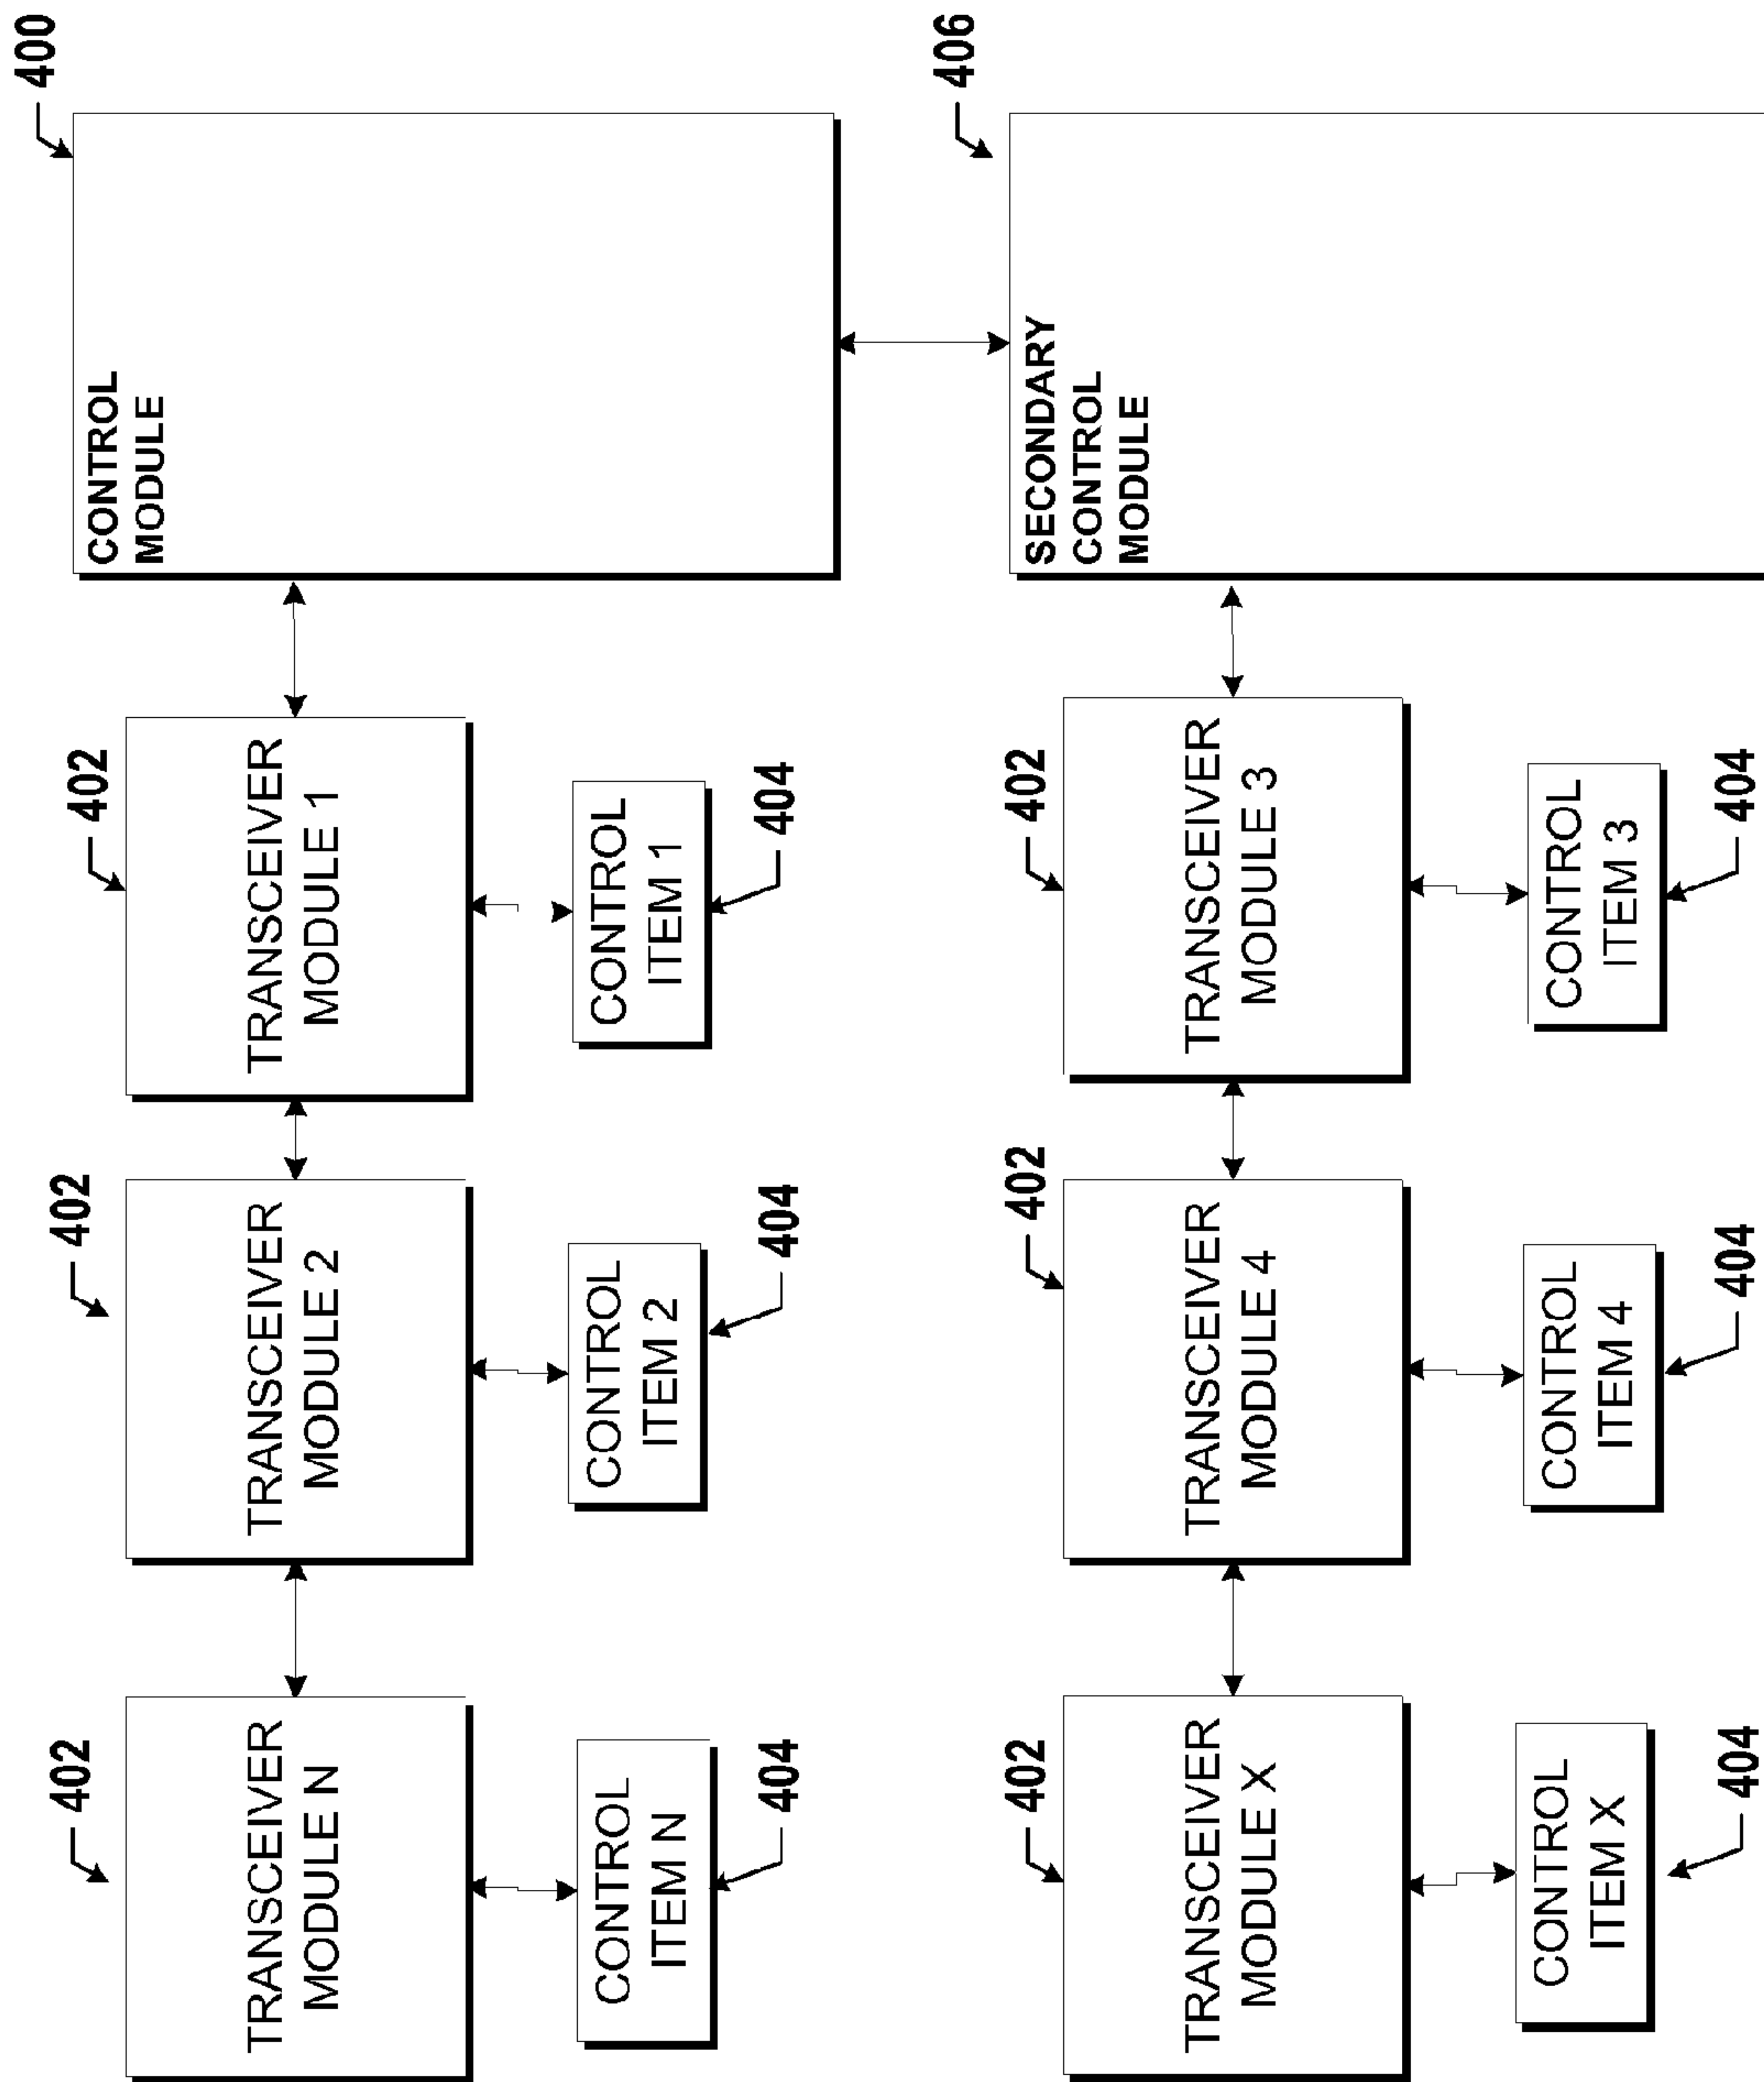 402
402
402
400
TRANSCEIVER
MODULE N
TRANSCEIVER
MODULE 2
TRANSCEIVER
MODULE 1
CONTROL
MODULE
CONTROL
ITEM N
CONTROL
ITEM 2
CONTROL
ITEM 1
404
404
404
402
402
402
406
TRANSCEIVER
MODULE X
TRANSCEIVER
MODULE 4
TRANSCEIVER
MODULE 3
SECONDARY
CONTROL
MODULE
CONTROL
ITEM X
CONTROL
ITEM 4
CONTROL
ITEM 3
404
404
404